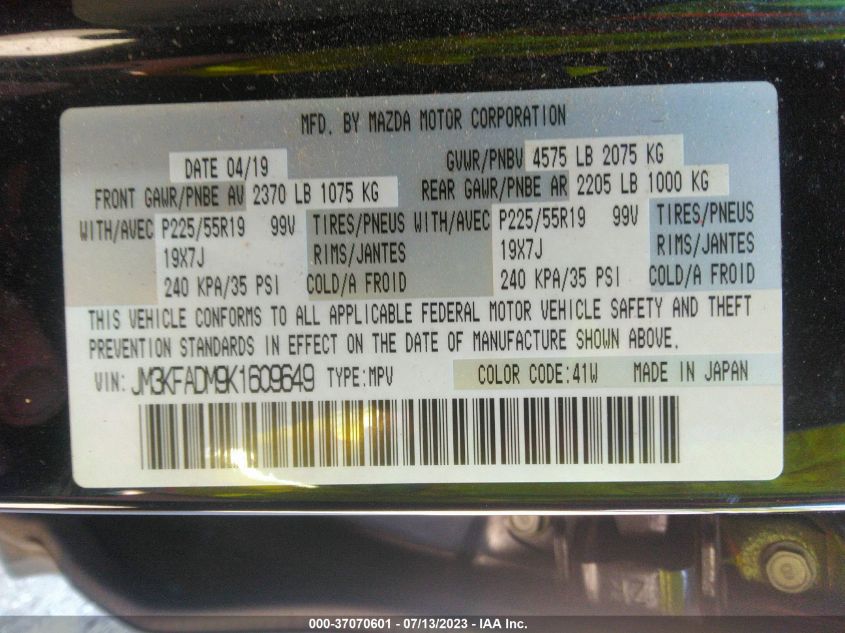 MFD. BY MAZDA MOTOR CORPORATION
DATE 04/19 GVWR/PNBV 4575 LB 2075 KG
FRONT GAWR/PNBE AV 2370 LB 1075 KG REAR GAWR/PNBE AR 2205 LB 1000 KG
WITH/AVEC P225/55R19 99V TIRES/PNEUS WITH/AVEC P225/55R19 99V TIRES/PNEUS
19X7J RIMS/JANTES 19X7J RIMS/JANTES
240 KPA/35 PSI COLD/A FROID 240 KPA/35 PSI COLD/A FROID
THIS VEHICLE CONFORMS TO ALL APPLICABLE FEDERAL MOTOR VEHICLE SAFETY AND THEFT
PREVENTION STANDARDS IN EFFECT ON THE DATE OF MANUFACTURE SHOWN ABOVE.
VIN: JM3KFADM9K1609649 TYPE:MPV COLOR CODE:41W MADE IN JAPAN
000-37070601 - 07/13/2023 - IAA Inc.